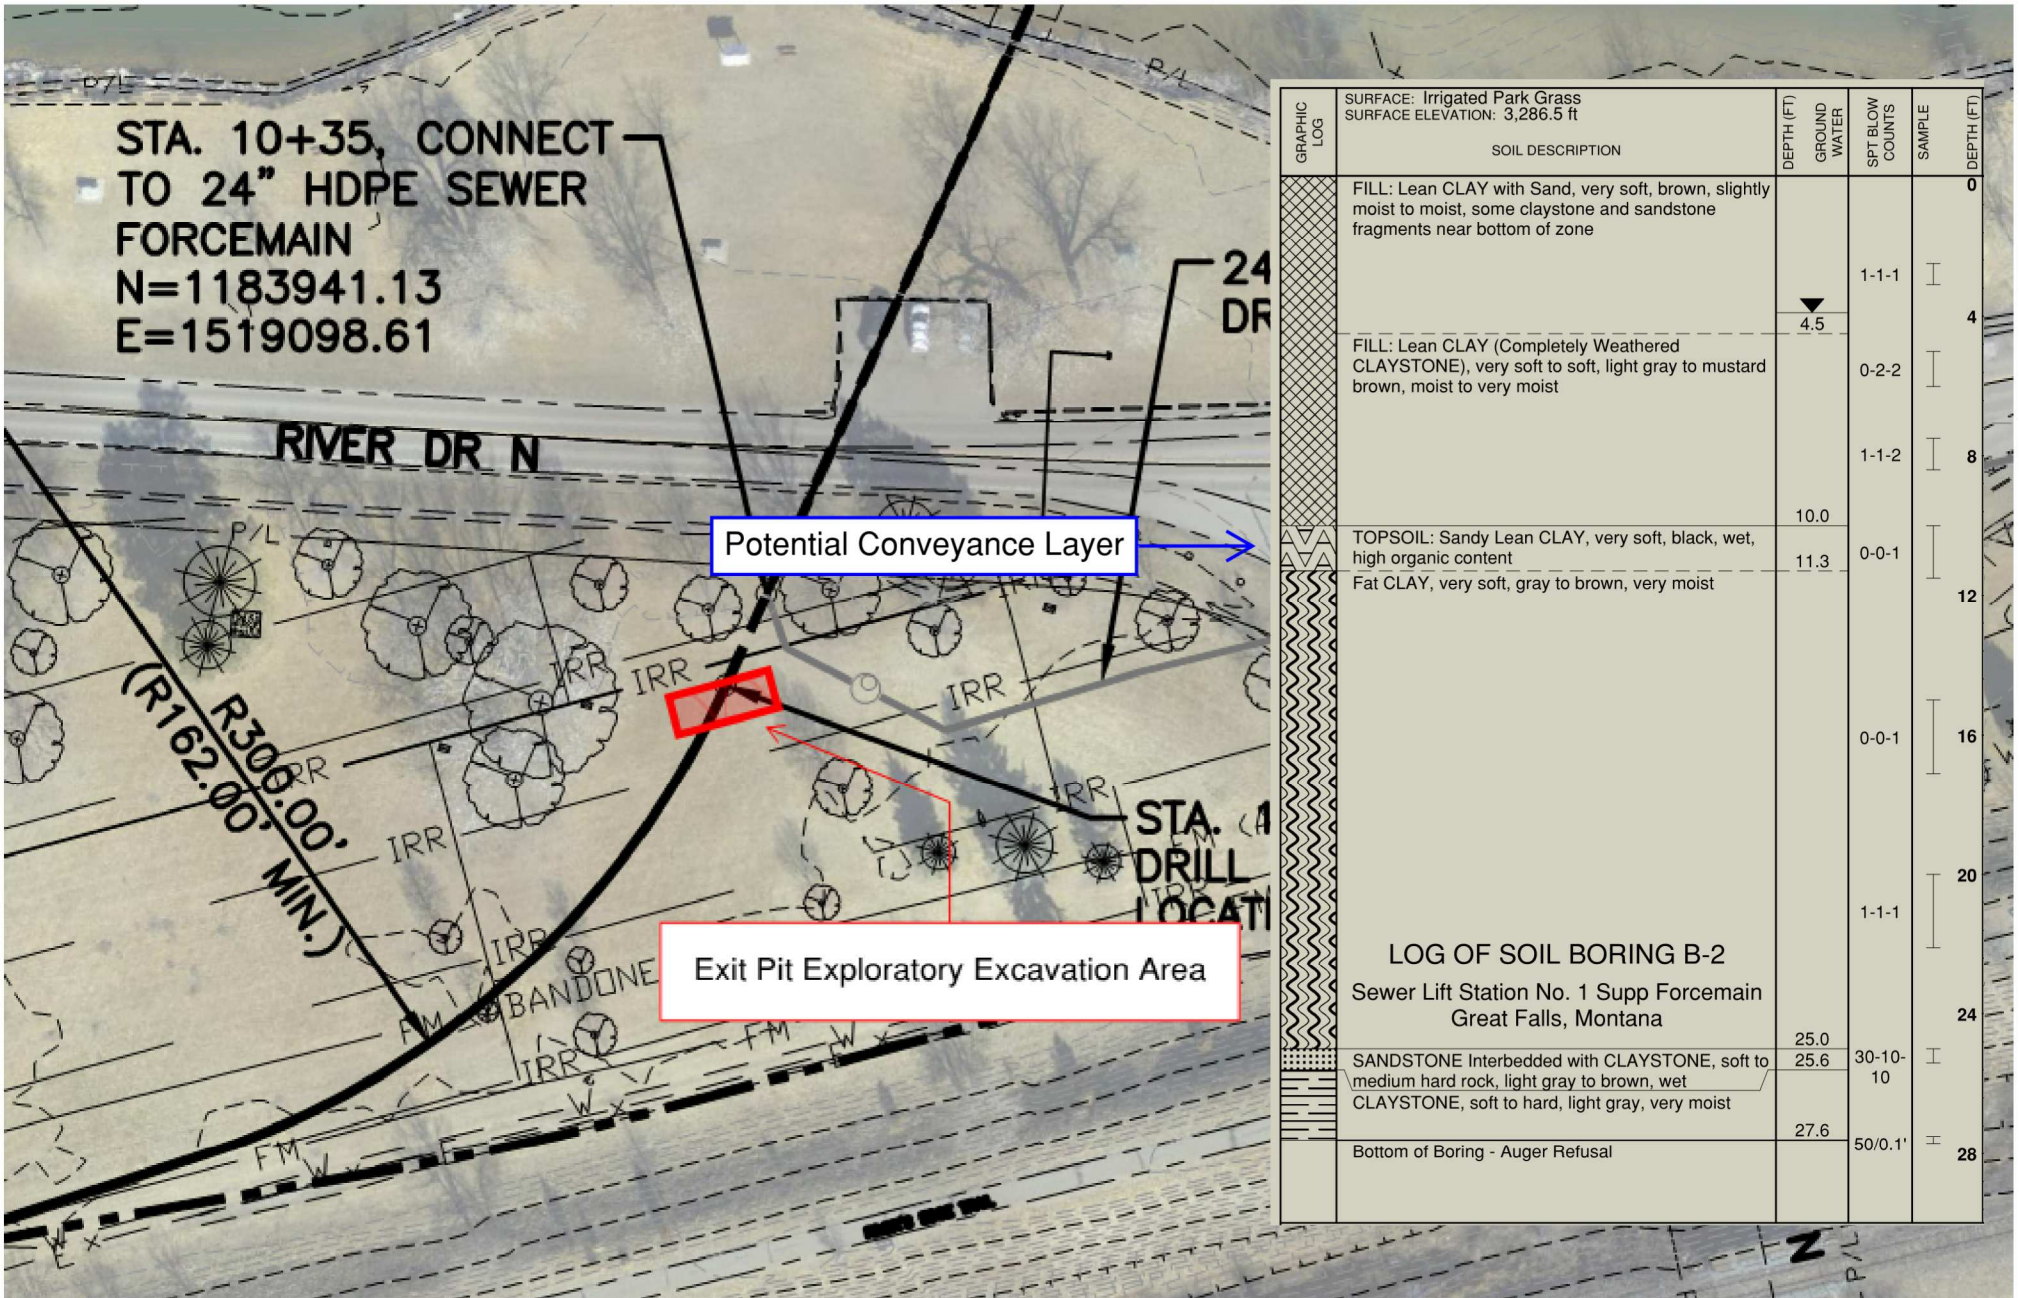 P/L
P/L
STA. 10+35, CONNECT
TO 24" HDPE SEWER
FORCEMAIN
N=1183941.13
E=1519098.61
24
DR
RIVER DR N
P/L
Potential Conveyance Layer
IRR
IRR
IRR
IRR
IRR
IRR
R300.00'
(R162.00' MIN.)
STA. 1
DRILL
LOCATI
IRR
BANDONE
Exit Pit Exploratory Excavation Area
FM
FM
W
IRR
W
FM
W
E
W
E
N
P/L
GRAPHIC
LOG
SURFACE: Irrigated Park Grass
SURFACE ELEVATION: 3,286.5 ft
SOIL DESCRIPTION
DEPTH (FT)
GROUND
WATER
SPT BLOW
COUNTS
SAMPLE
DEPTH (FT)
FILL: Lean CLAY with Sand, very soft, brown, slightly
moist to moist, some claystone and sandstone
fragments near bottom of zone
0
1-1-1
4
4.5
FILL: Lean CLAY (Completely Weathered
CLAYSTONE), very soft to soft, light gray to mustard
brown, moist to very moist
0-2-2
1-1-2
8
10.0
TOPSOIL: Sandy Lean CLAY, very soft, black, wet,
high organic content
11.3
0-0-1
Fat CLAY, very soft, gray to brown, very moist
12
0-0-1
16
20
1-1-1
LOG OF SOIL BORING B-2
Sewer Lift Station No. 1 Supp Forcemain
Great Falls, Montana
24
25.0
SANDSTONE Interbedded with CLAYSTONE, soft to
medium hard rock, light gray to brown, wet
25.6
30-10-
10
CLAYSTONE, soft to hard, light gray, very moist
27.6
50/0.1'
Bottom of Boring - Auger Refusal
28